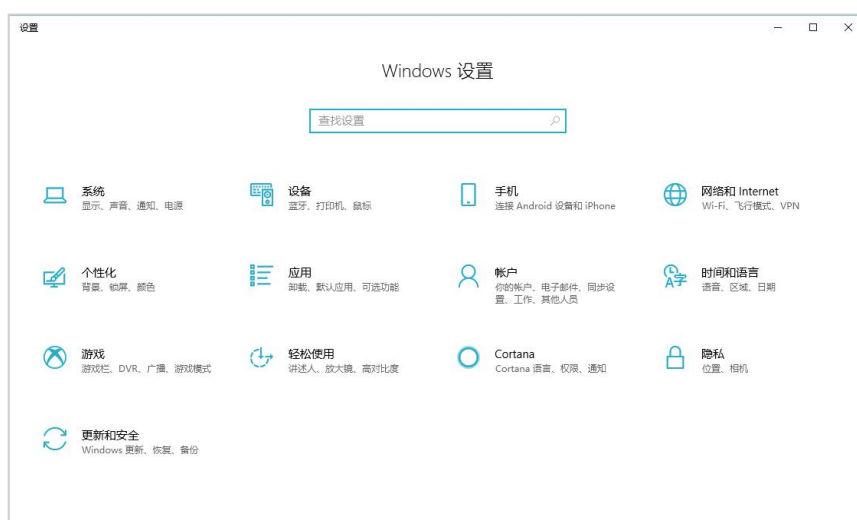 设置
Windows 设置
查找设置
系统
显示、声音、通知、电源
设备
蓝牙、打印机、鼠标
手机
连接 Android 设备和 iPhone
网络和 Internet
Wi-Fi、飞行模式、VPN
个性化
背景、锁屏、颜色
应用
卸载、默认应用、可选功能
帐户
你的帐户、电子邮件、同步设
置、工作、其他人员
时间和语言
语音、区域、日期
游戏
游戏栏、DVR、广播、游戏模式
轻松使用
讲述人、放大镜、高对比度
Cortana
Cortana 语言、权限、通知
隐私
位置、相机
更新和安全
Windows 更新、恢复、备份